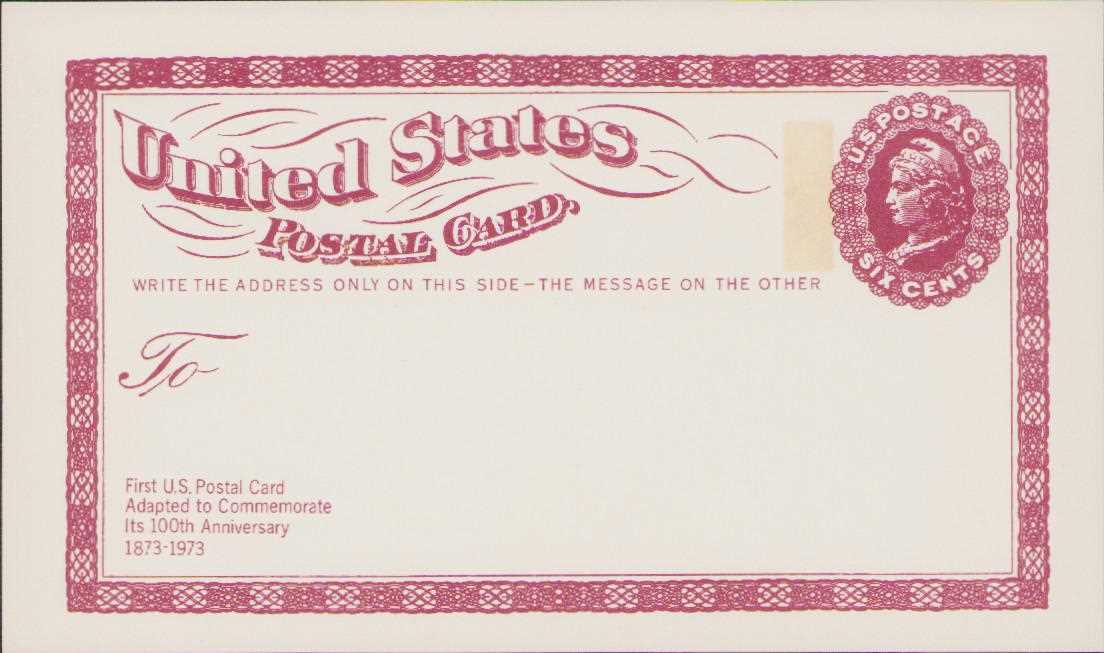 United States
POSTAL CARD.
WRITE THE ADDRESS ONLY ON THIS SIDE–THE MESSAGE ON THE OTHER
U.S. POSTAGE
SIX CENTS
To
First U.S. Postal Card
Adapted to Commemorate
Its 100th Anniversary
1873-1973